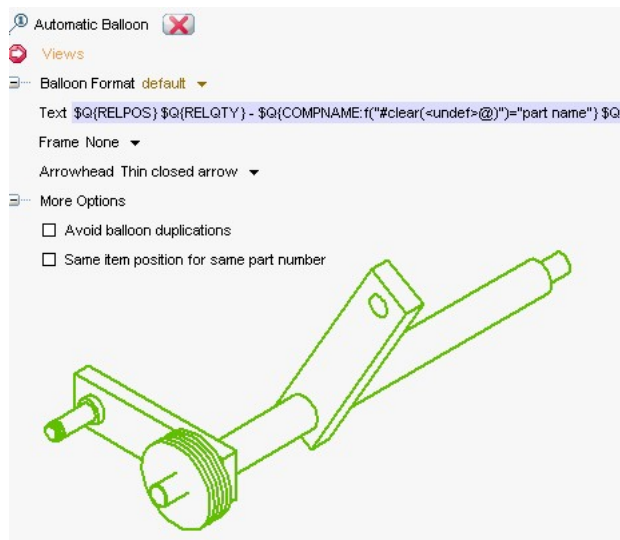 Automatic Balloon
Views
Balloon Format default
Text $Q{RELPOS} $Q{RELQTY} - $Q{COMPNAME:f("#clear(<undef>@)")="part name"} $Q
Frame None
Arrowhead Thin closed arrow
More Options
Avoid balloon duplications
Same item position for same part number